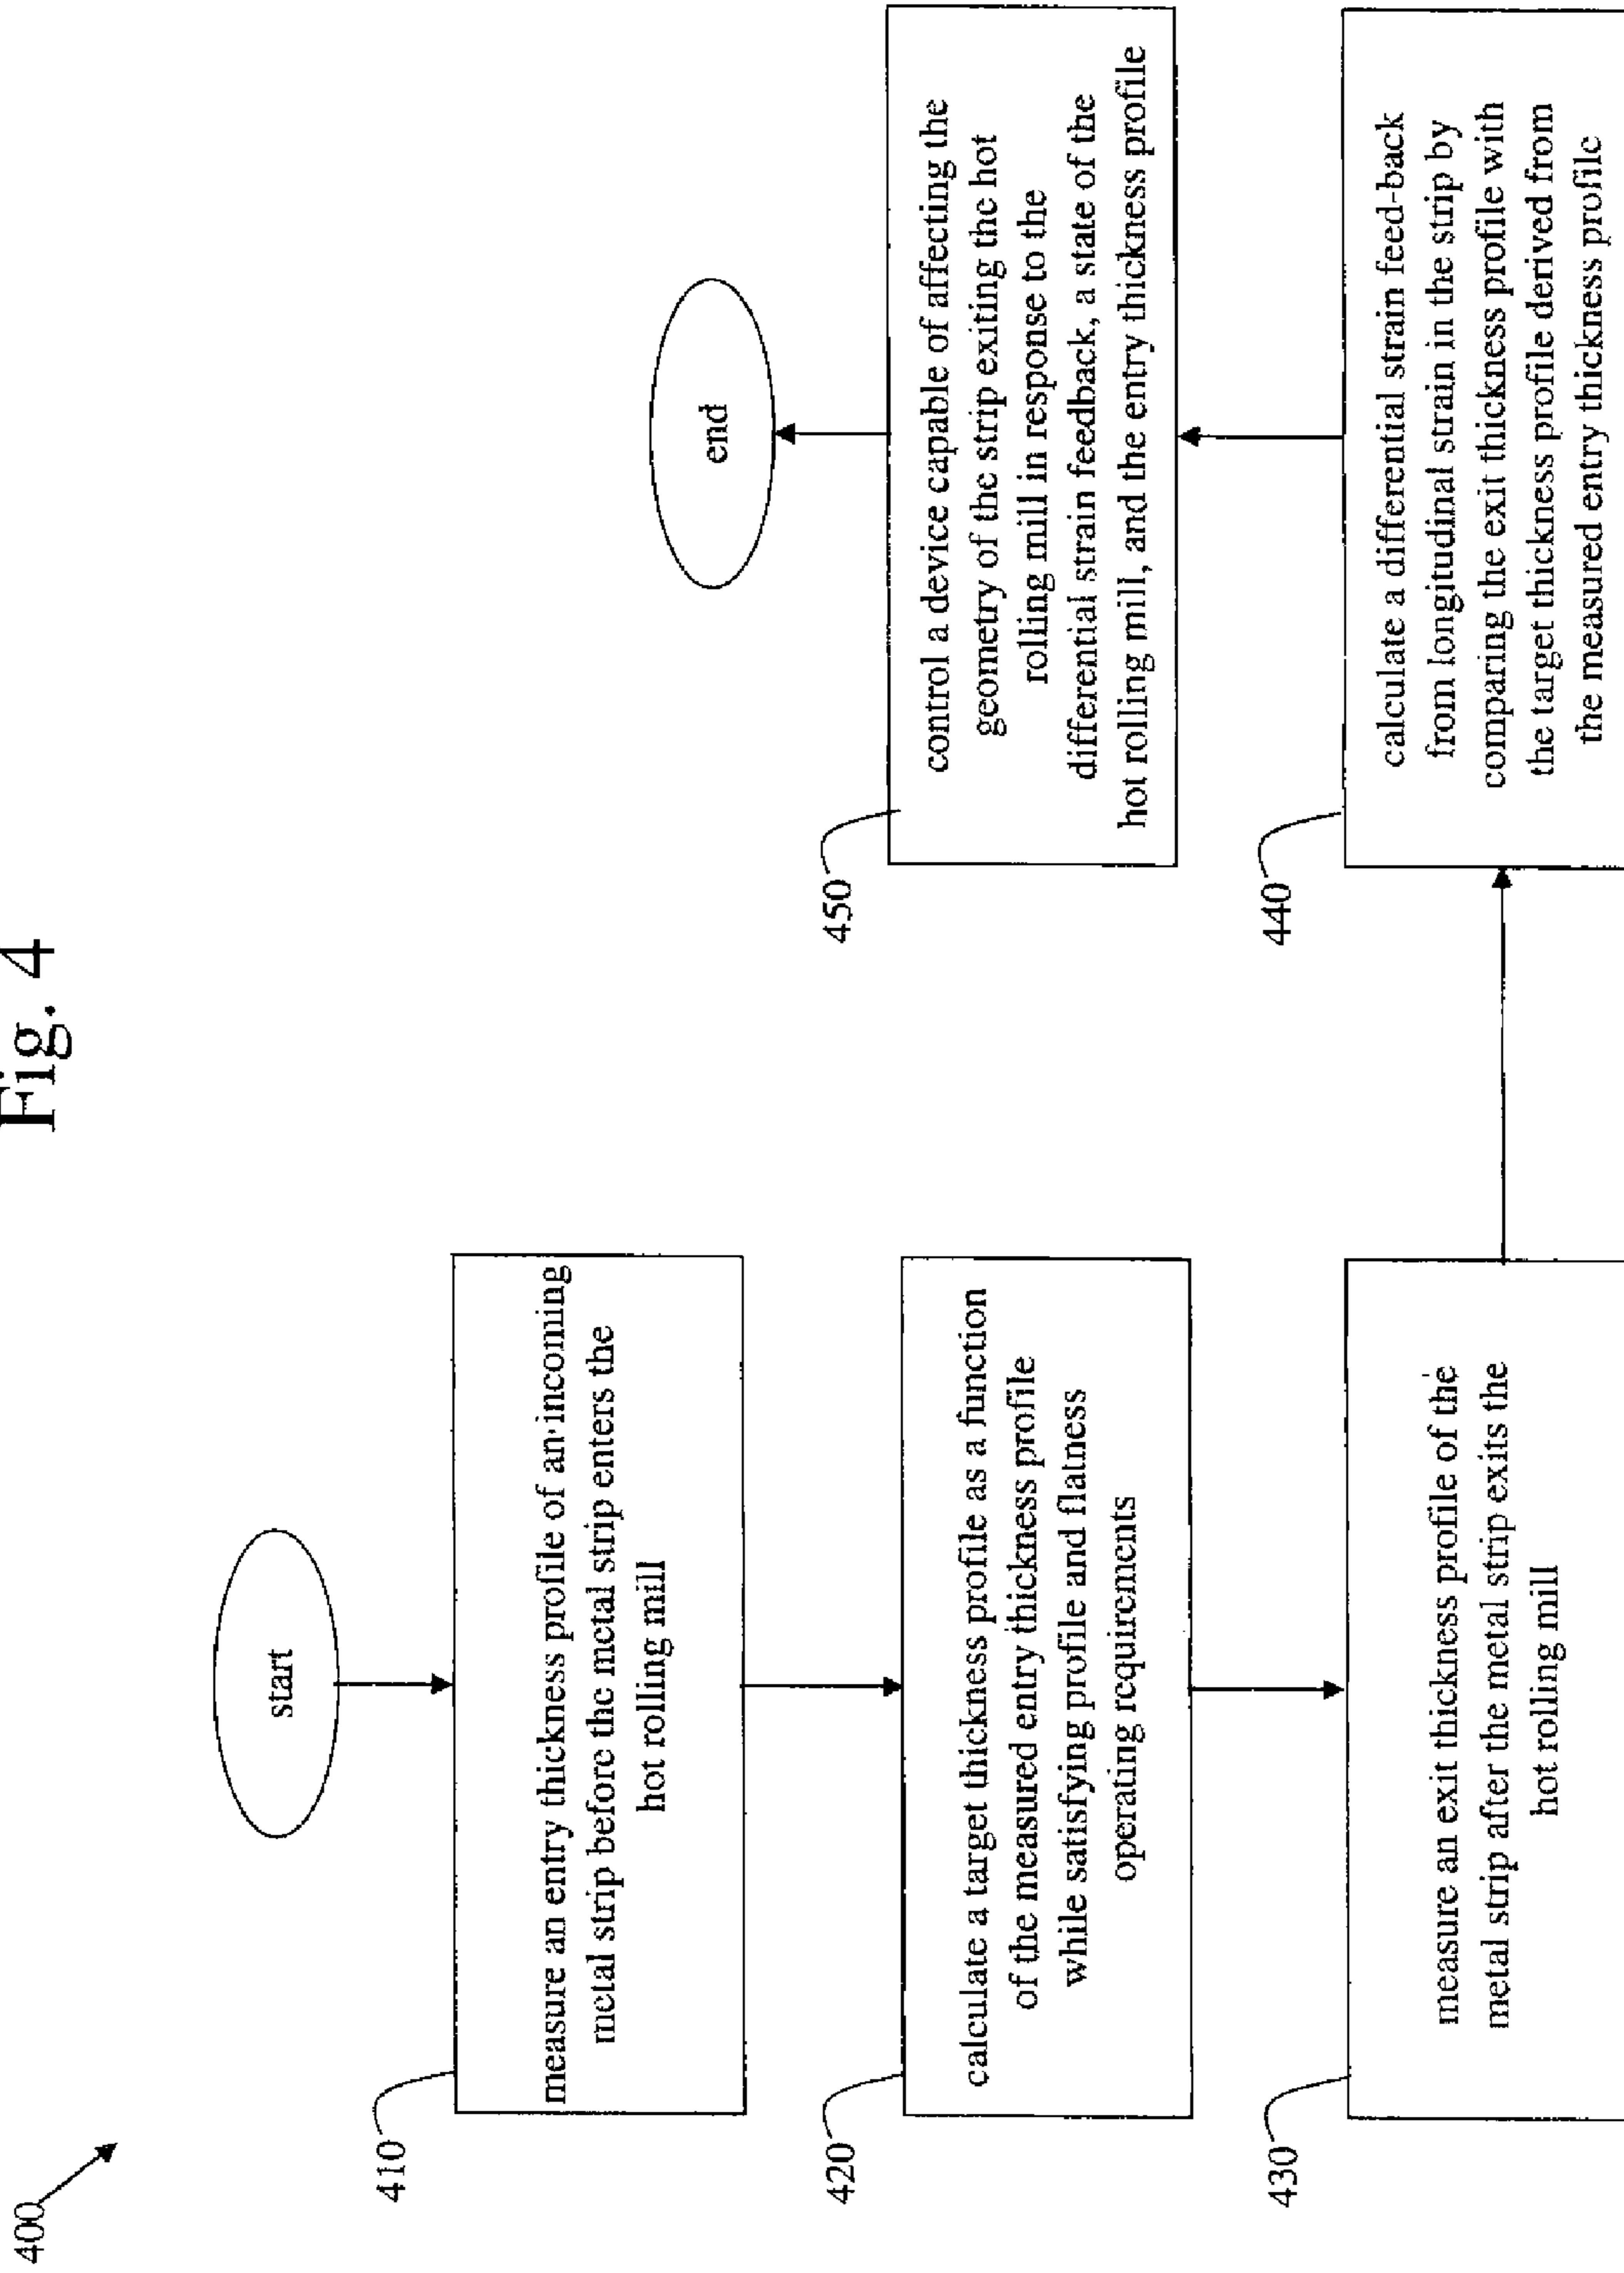 Fig. 4
400
start
410
measure an entry thickness profile of an incoming
metal strip before the metal strip enters the
hot rolling mill
420
calculate a target thickness profile as a function
of the measured entry thickness profile
while satisfying profile and flatness
operating requirements
430
measure an exit thickness profile of the
metal strip after the metal strip exits the
hot rolling mill
440
calculate a differential strain feed-back
from longitudinal strain in the strip by
comparing the exit thickness profile with
the target thickness profile derived from
the measured entry thickness profile
450
control a device capable of affecting the
geometry of the strip exiting the hot
rolling mill in response to the
differential strain feedback, a state of the
hot rolling mill, and the entry thickness profile
end